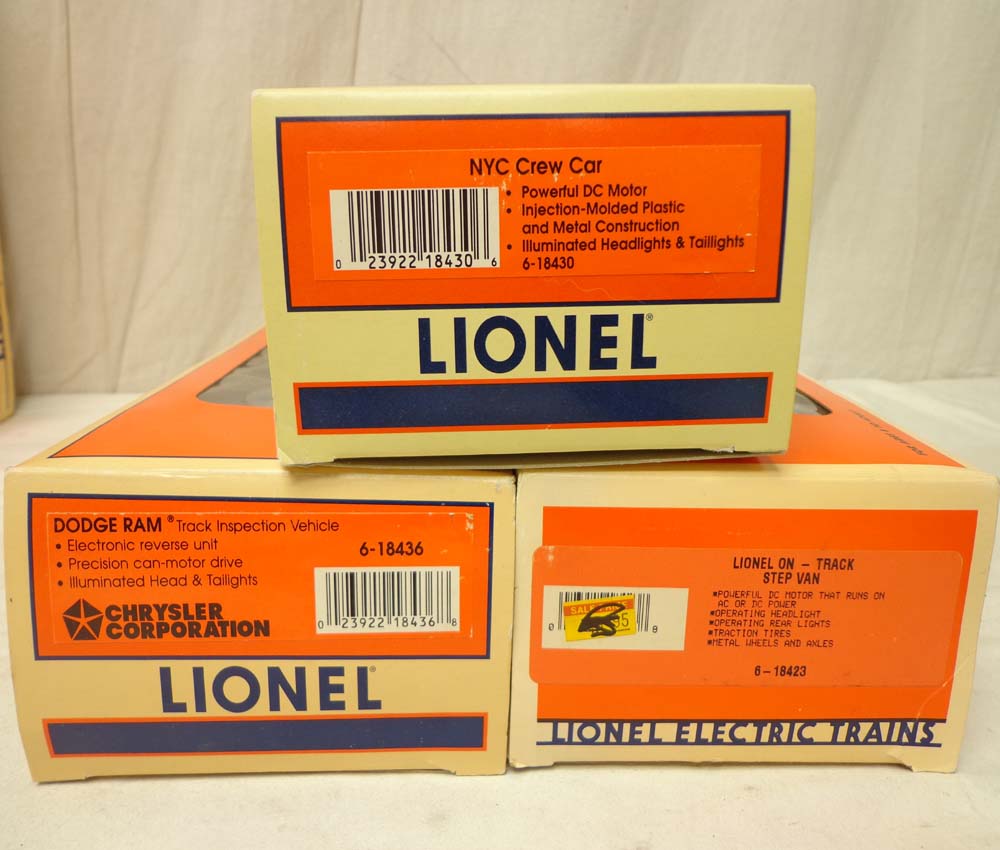 NYC Crew Car
• Powerful DC Motor
• Injection-Molded Plastic
and Metal Construction
• Illuminated Headlights & Taillights
6-18430
0 23922 18430 6
LIONEL®
DODGE RAM ® Track Inspection Vehicle
• Electronic reverse unit
• Precision can-motor drive
• Illuminated Head & Tailights
6-18436
CHRYSLER
CORPORATION
0 23922 18436 8
LIONEL®
LIONEL ON - TRACK
STEP VAN
■POWERFUL DC MOTOR THAT RUNS ON
AC OR DC POWER
■OPERATING HEADLIGHT
■OPERATING REAR LIGHTS
■TRACTION TIRES
■METAL WHEELS AND AXLES
6-18423
0 8
95
LIONEL ELECTRIC TRAINS